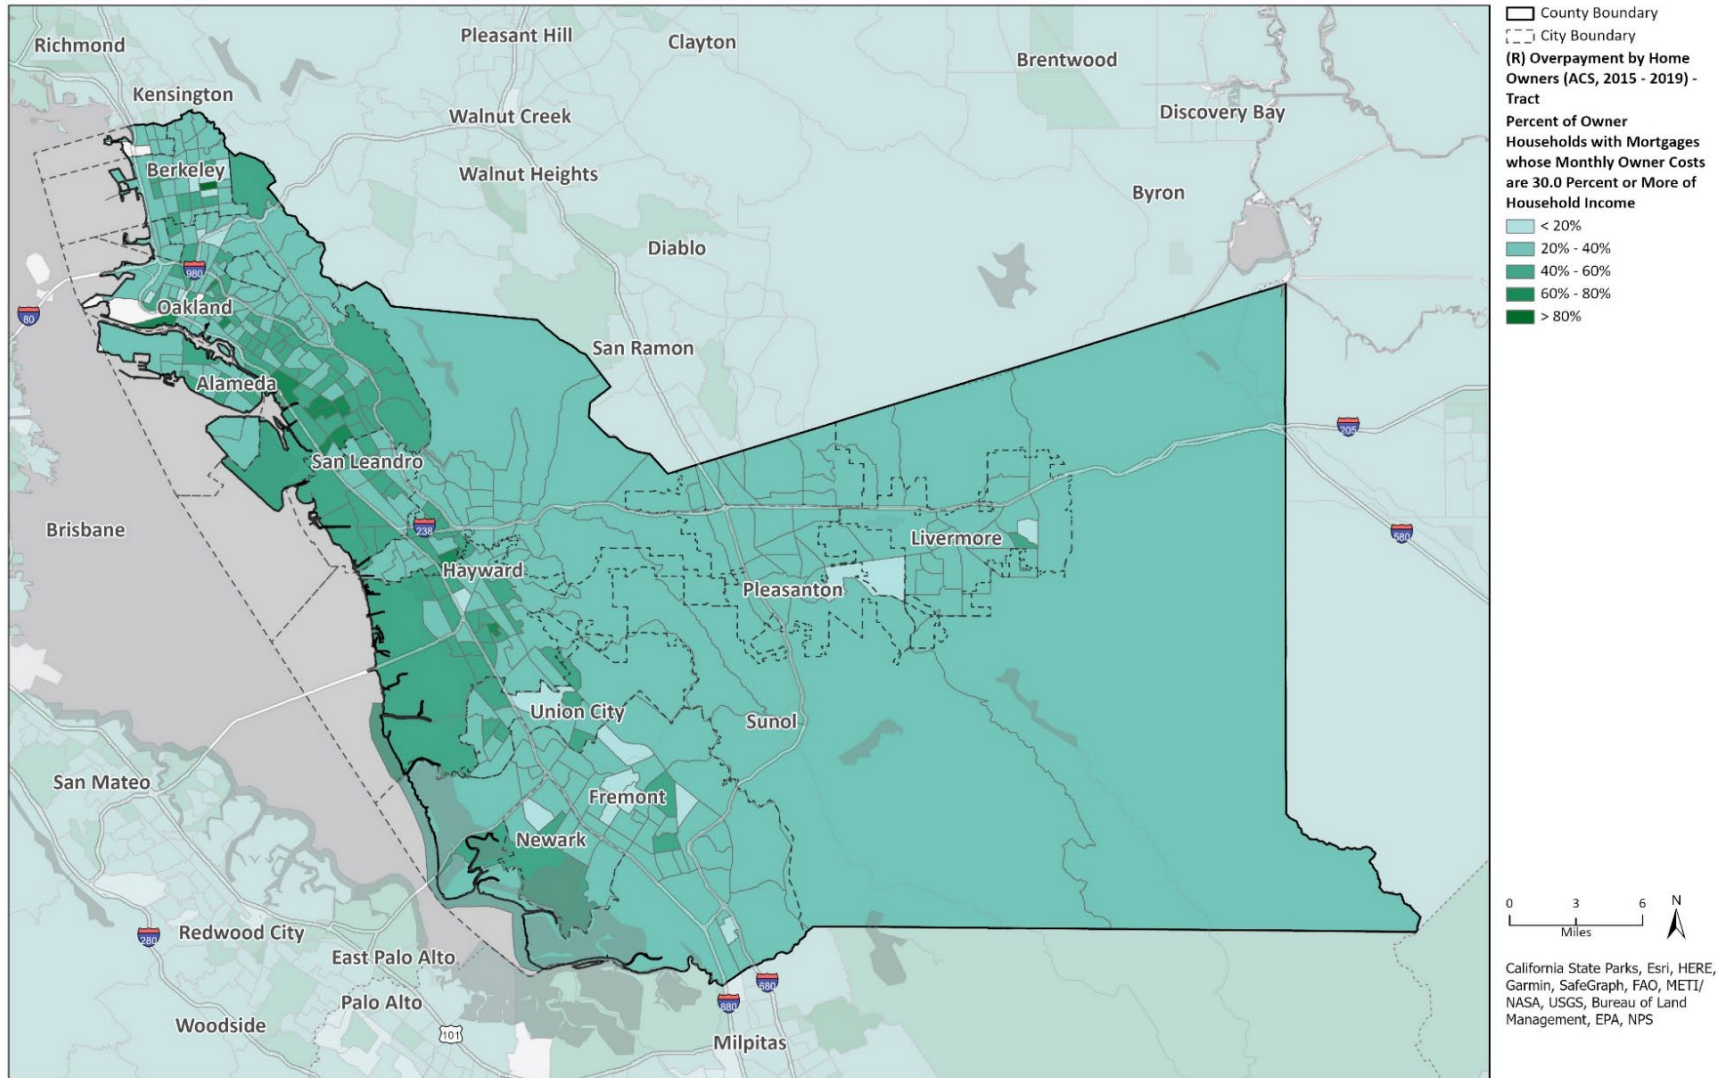 Richmond
Pleasant Hill
Clayton
Brentwood
Kensington
Walnut Creek
Discovery Bay
Berkeley
Walnut Heights
Byron
Diablo
980
Oakland
80
San Ramon
Alameda
205
San Leandro
Brisbane
238
Livermore
580
Hayward
Pleasanton
Union City
Sunol
San Mateo
Fremont
Newark
280
Redwood City
East Palo Alto
680
Palo Alto
880
Woodside
101
Milpitas
County Boundary
City Boundary
(R) Overpayment by Home
Owners (ACS, 2015 - 2019) -
Tract
Percent of Owner
Households with Mortgages
whose Monthly Owner Costs
are 30.0 Percent or More of
Household Income
< 20%
20% - 40%
40% - 60%
60% - 80%
> 80%
0 3 6
Miles
N
California State Parks, Esri, HERE,
Garmin, SafeGraph, FAO, METI/
NASA, USGS, Bureau of Land
Management, EPA, NPS